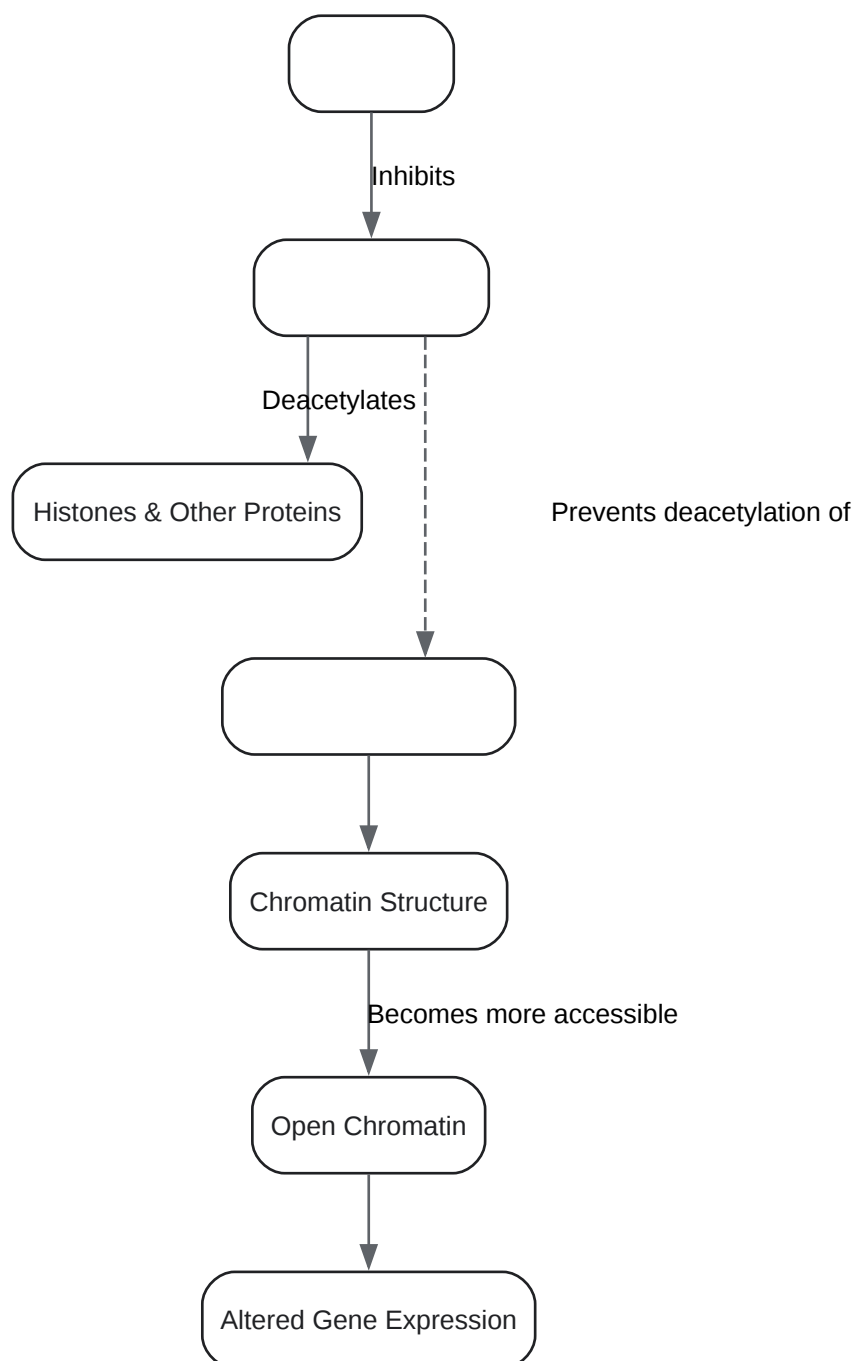 Inhibits
Deacetylates
Histones & Other Proteins
Prevents deacetylation of
Chromatin Structure
Becomes more accessible
Open Chromatin
Altered Gene Expression